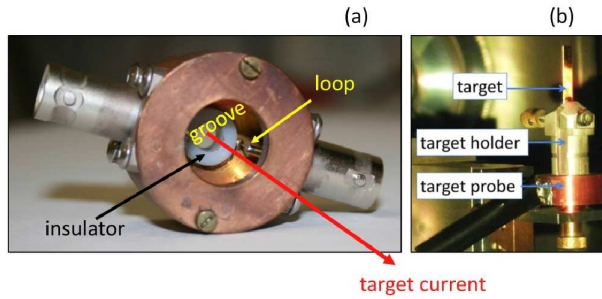 (a)
(b)
loop
groove
insulator
target current
target
target holder
target probe